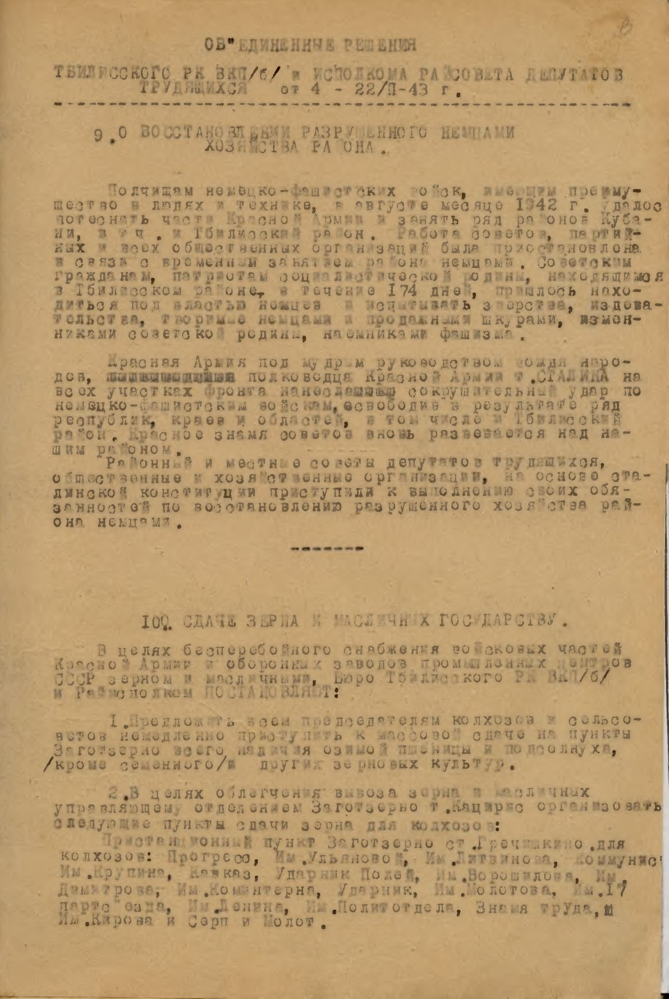 В
ОБ"ЕДИНЕННЫЕ РЕШЕНИЯ
ТБИЛИССКОГО РК ВКП/б/ и ИСПОЛКОМА РАЙСОВЕТА ДЕПУТАТОВ
ТРУДЯЩИХСЯ от 4 - 22/П-43 г.
9.О ВОССТАНОВЛЕНИИ РАЗРУШЕННОГО НЕМЦАМИ
ХОЗЯЙСТВА РАЙОНА.
Полчищам немецко-фашистских войск, имеющим преиму-
щество в людях и технике, в августе месяце 1942 г. удалос
потеснить части Красной Армии и занять ряд районов Куба-
ни, в т ч . и Тбилисский район. Работа советов, партий-
ных и всех общественных организаций была приостановлена
в связи с временным занятием района немцами. Советским
гражданам, патриотам социалистической родины, находящимся
в Тбилисском районе, в течение 174 дней, пришлось нахо-
диться под властью немцев и испытывать зверства, издева-
тельства, творимые немцами и продажными шкурами, измен-
никами советской родины, наемниками фашизма.
Красная Армия под мудрым руководством вождя наро-
дов, полководца Красной Армии т.СТАЛИНА на
всех участках фронта сокрушительный удар по
немецко-фашистским войскам, освободив в результате ряд
республик, краев и областей, в том числе и Тбилисский
район. Красное знамя советов вновь развевается над на-
шим районом.
Районный и местные советы депутатов трудящихся,
общественные и хозяйственные организации, на основе ста-
линской конституции приступили к выполнению своих обя-
занностей по восстановлению разрушенного хозяйства рай-
она немцами.
10О. СДАЧЕ ЗЕРНА И МАСЛИЧНЫХ ГОСУДАРСТВУ.
В целях бесперебойного снабжения войсковых частей
Красной Армии и оборонных заводов промышленных центров
СССР зерном и масличными, Бюро Тбилисского РК ВКП/б/
и Райисполком ПОСТАНОВЛЯЮТ:
1.Предложить всем председателям колхозов и сельсо-
ветов немедленно приступить к массовой сдаче на пункты
Заготзерно всего наличия озимой пшеницы и подсолнуха,
/кроме семенного/и других зерновых культур.
2.В целях облегчения вывоза зерна и масличных
управляющему отделением Заготзерно т.Кацирис организовать
следующие пункты сдачи зерна для колхозов:
Пристанционный пункт Заготзерно ст.Гречишкино.для
колхозов: Прогресс, Им.Ульяновой, Им.Литвинова, Коммунис
Им.Крупина, Кавказ, Ударник Полей, Им.Ворошилова, Им.
Димитрова, Им.Коминтерна, Ударник, Им.Молотова, Им.17
партс"езда, Им.Ленина, Им.Политотдела, Знамя труда,
Им.Кирова и Серп и Молот.